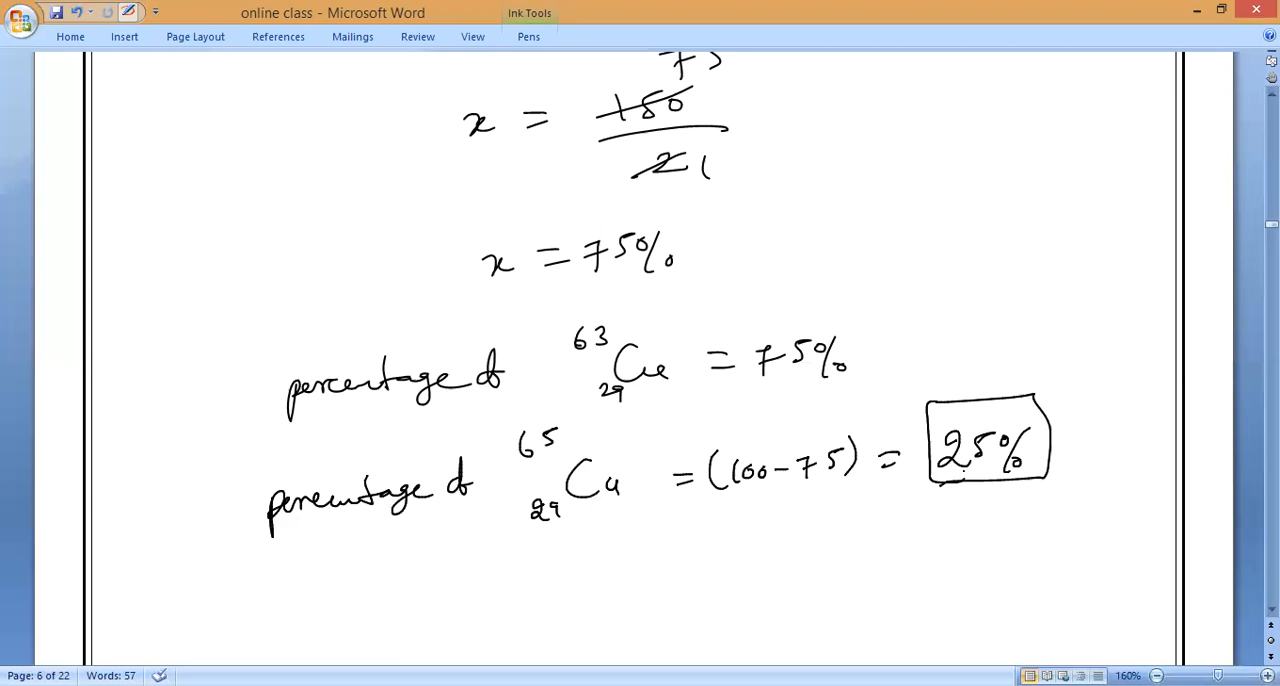 online class - Microsoft Word
Ink Tools
Home Insert Page Layout References Mailings Review View Pens
75
x = 150
21
x = 75%
percentage of 63 29 Cu = 75%
percentage of 65 29 Cu = (100-75) = 25%
Page: 6 of 22 Words: 57 160%